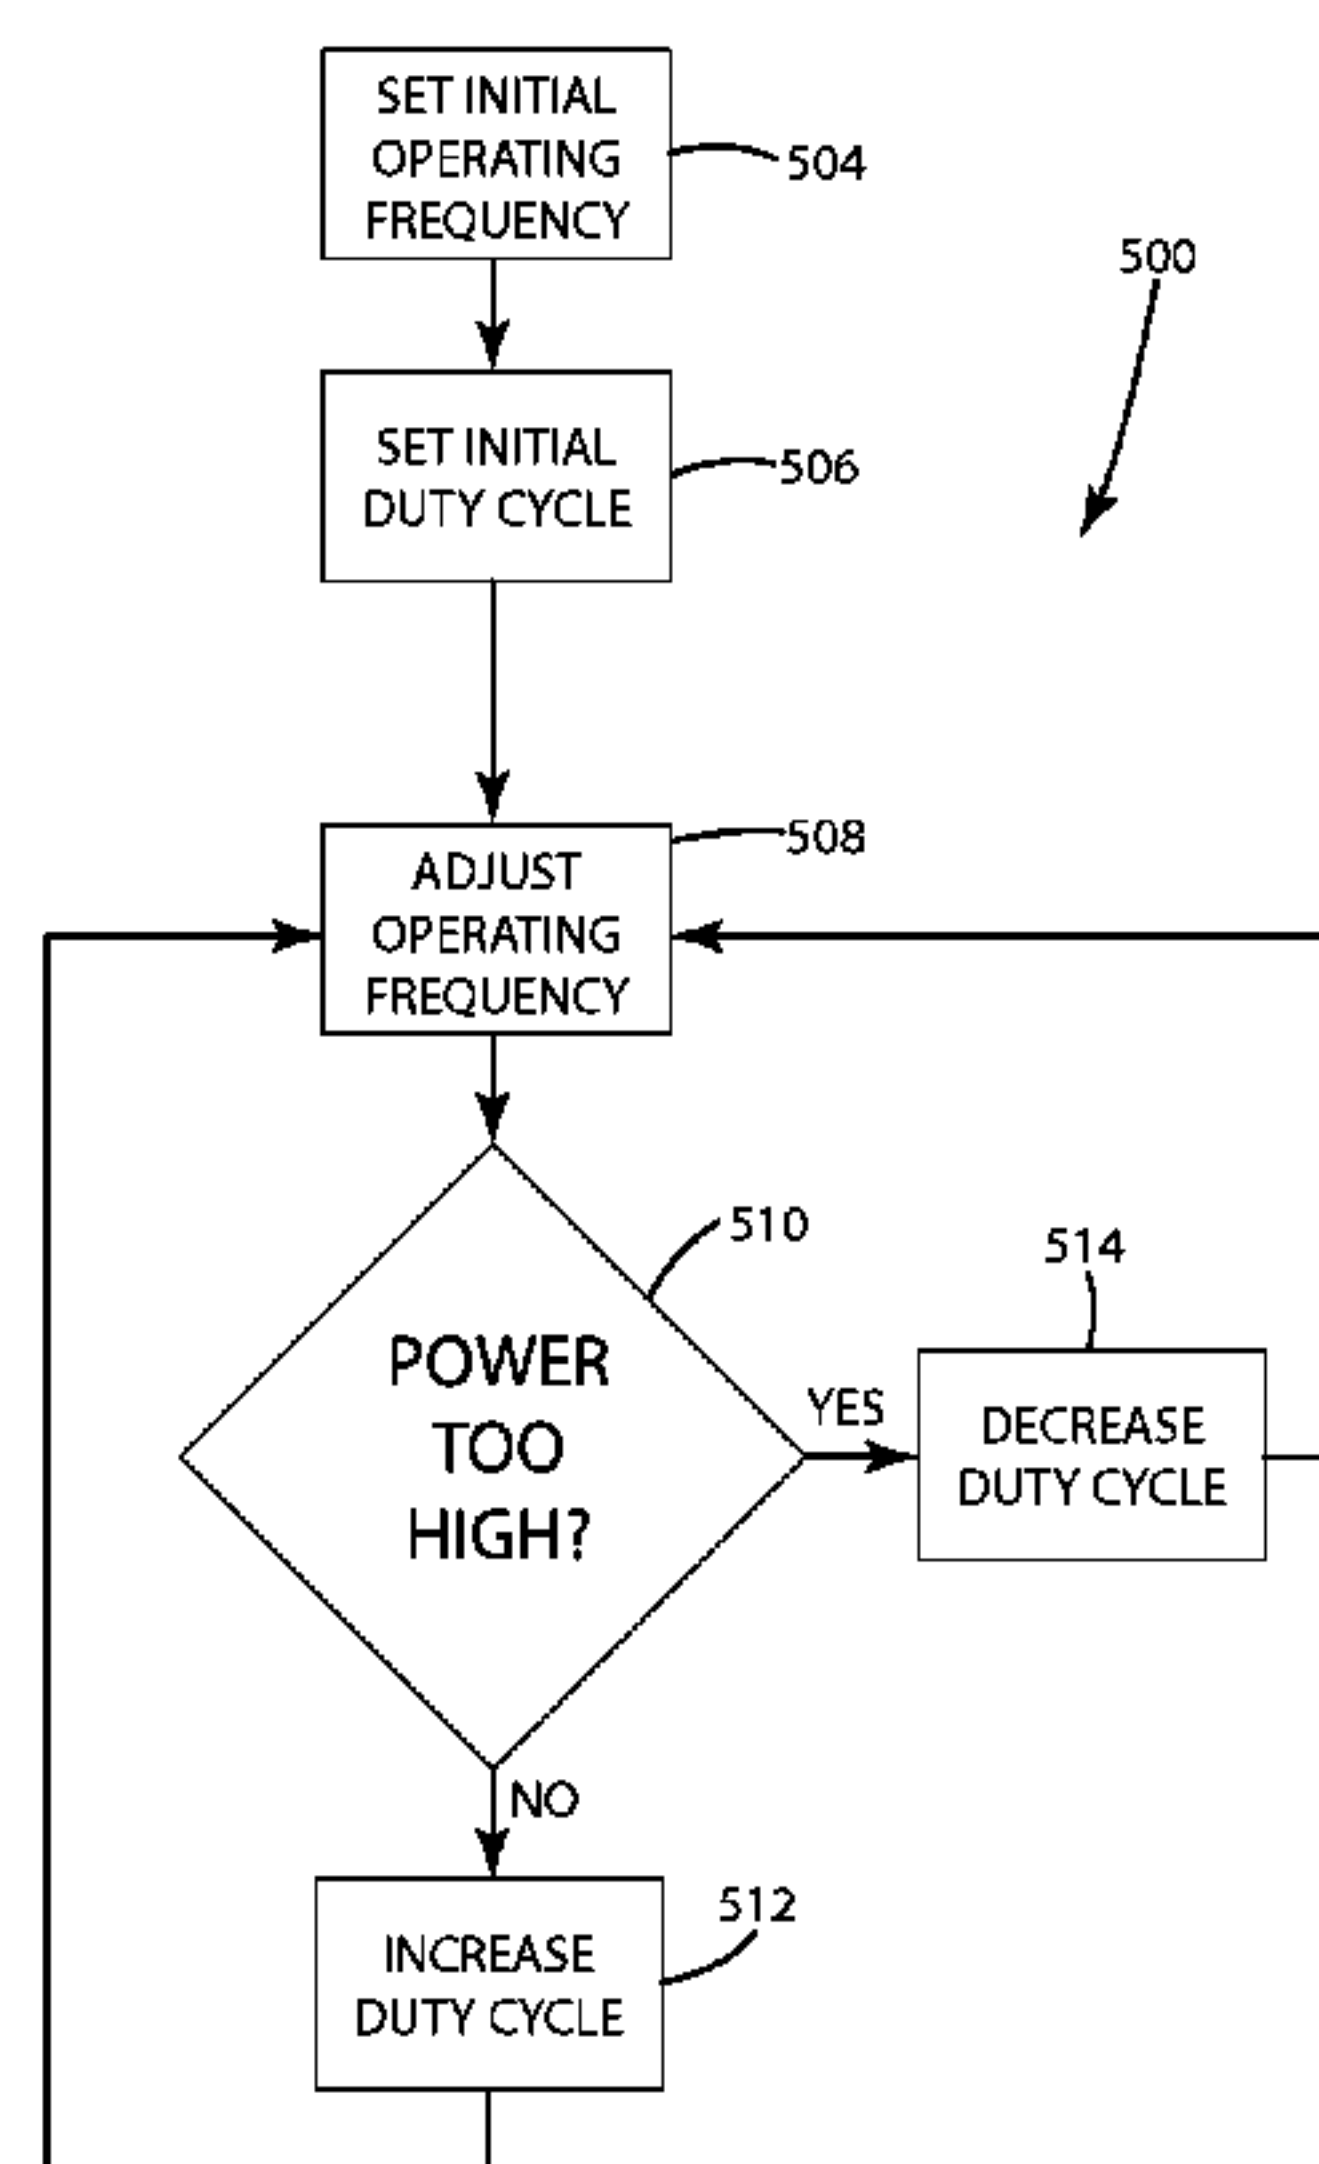 SET INITIAL
OPERATING
FREQUENCY
504
500
SET INITIAL
DUTY CYCLE
506
508
ADJUST
OPERATING
FREQUENCY
510
514
POWER
TOO
HIGH?
YES
DECREASE
DUTY CYCLE
NO
512
INCREASE
DUTY CYCLE